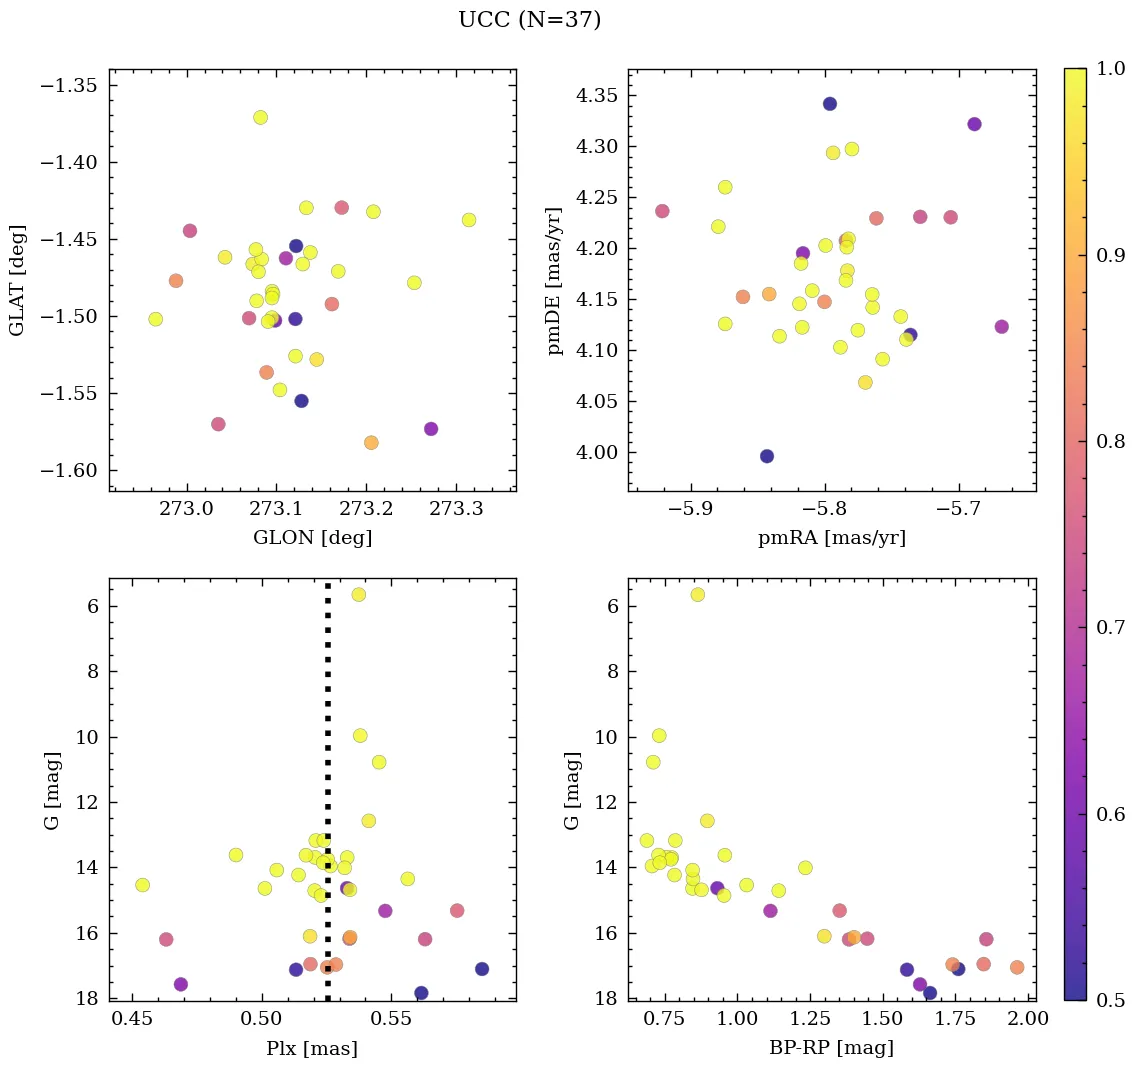 UCC (N=37)
−1.35
−1.40
−1.45
−1.50
−1.55
−1.60
GLAT [deg]
273.0 273.1 273.2 273.3
GLON [deg]
4.35
4.30
4.25
4.20
4.15
4.10
4.05
4.00
pmDE [mas/yr]
−5.9 −5.8 −5.7
pmRA [mas/yr]
6
8
10
12
14
16
18
G [mag]
0.45 0.50 0.55
Plx [mas]
6
8
10
12
14
16
18
G [mag]
0.75 1.00 1.25 1.50 1.75 2.00
BP-RP [mag]
1.0
0.9
0.8
0.7
0.6
0.5